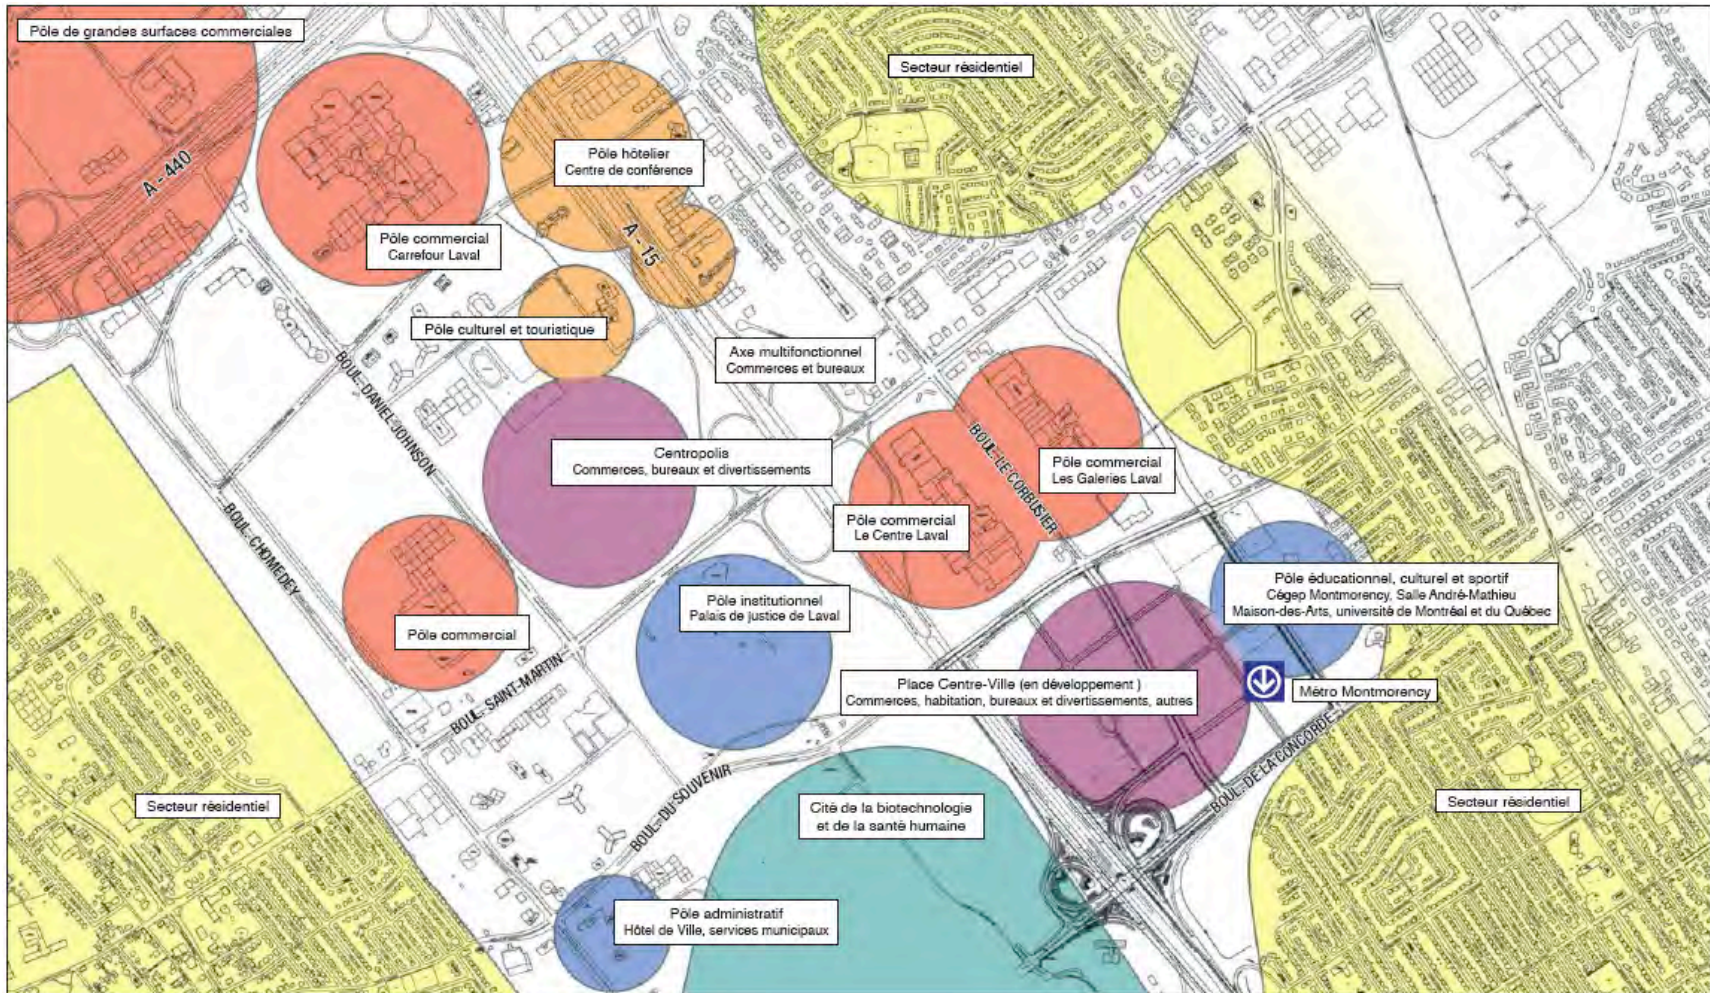 Pôle de grandes surfaces commerciales
Secteur résidentiel
A - 440
Pôle hôtelier
Centre de conférence
Pôle commercial
Carrefour Laval
A - 15
Pôle culturel et touristique
Axe multifonctionnel
Commerces et bureaux
BOUL. DANIEL-JOHNSON
Centropolis
Commerces, bureaux et divertissements
BOUL. LE CORBUSIER
Pôle commercial
Les Galeries Laval
Pôle commercial
Le Centre Laval
BOUL. CHOMEDEY
Pôle éducationnel, culturel et sportif
Cégep Montmorency, Salle André-Mathieu
Maison-des-Arts, université de Montréal et du Québec
Pôle institutionnel
Palais de justice de Laval
Pôle commercial
BOUL. SAINT-MARTIN
Place Centre-Ville (en développement )
Commerces, habitation, bureaux et divertissements, autres
Métro Montmorency
BOUL. DE LA CONCORDE
BOUL. DU SOUVENIR
Secteur résidentiel
Cité de la biotechnologie
et de la santé humaine
Secteur résidentiel
Pôle administratif
Hôtel de Ville, services municipaux